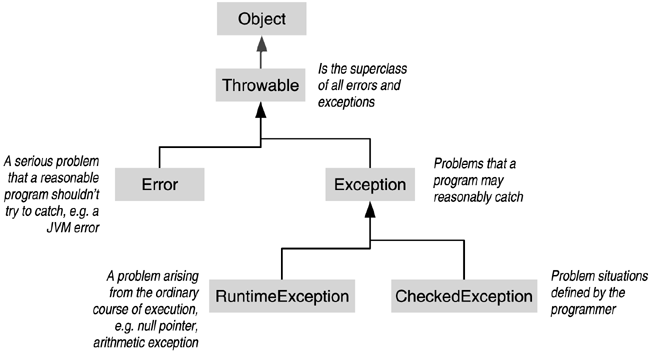 Object
Throwable
Is the superclass
of all errors and
exceptions
A serious problem
that a reasonable
program shouldn't
try to catch, e.g. a
JVM error
Error
Exception
Problems that a
program may
reasonably catch
A problem arising
from the ordinary
course of execution,
e.g. null pointer,
arithmetic exception
RuntimeException
CheckedException
Problem situations
defined by the
programmer